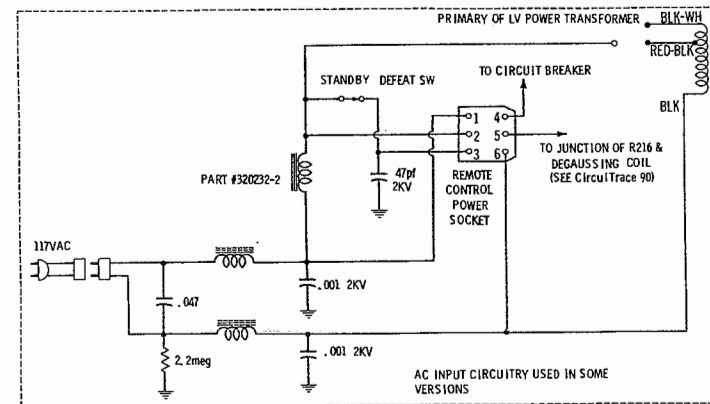 PRIMARY OF LV POWER TRANSFORMER
BLK-WH
RED-BLK
BLK
STANDBY DEFEAT SW
TO CIRCUIT BREAKER
1 4
2 5
3 6
TO JUNCTION OF R216 &
DEGAUSSING COIL
(SEE CircuiTrace 90)
REMOTE
CONTROL
POWER
SOCKET
47pf
2KV
PART #320232-2
117VAC
.001 2KV
.047
.001 2KV
2.2meg
AC INPUT CIRCUITRY USED IN SOME
VERSIONS